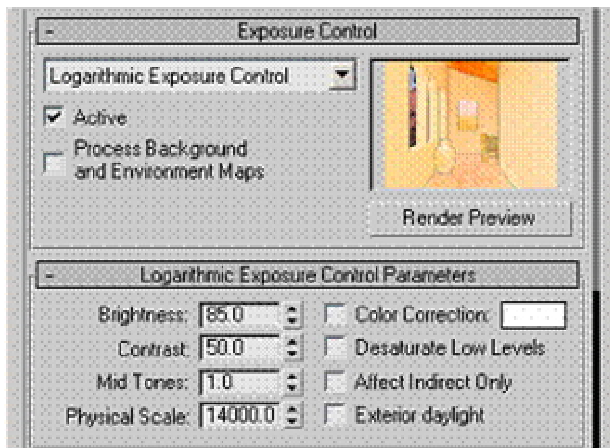 - Exposure Control
Logarithmic Exposure Control
Active
Process Background
and Environment Maps
Render Preview
- Logarithmic Exposure Control Parameters
Brightness: 85.0 Color Correction:
Contrast: 50.0 Desaturate Low Levels
Mid Tones: 1.0 Affect Indirect Only
Physical Scale: 14000.0 Exterior daylight